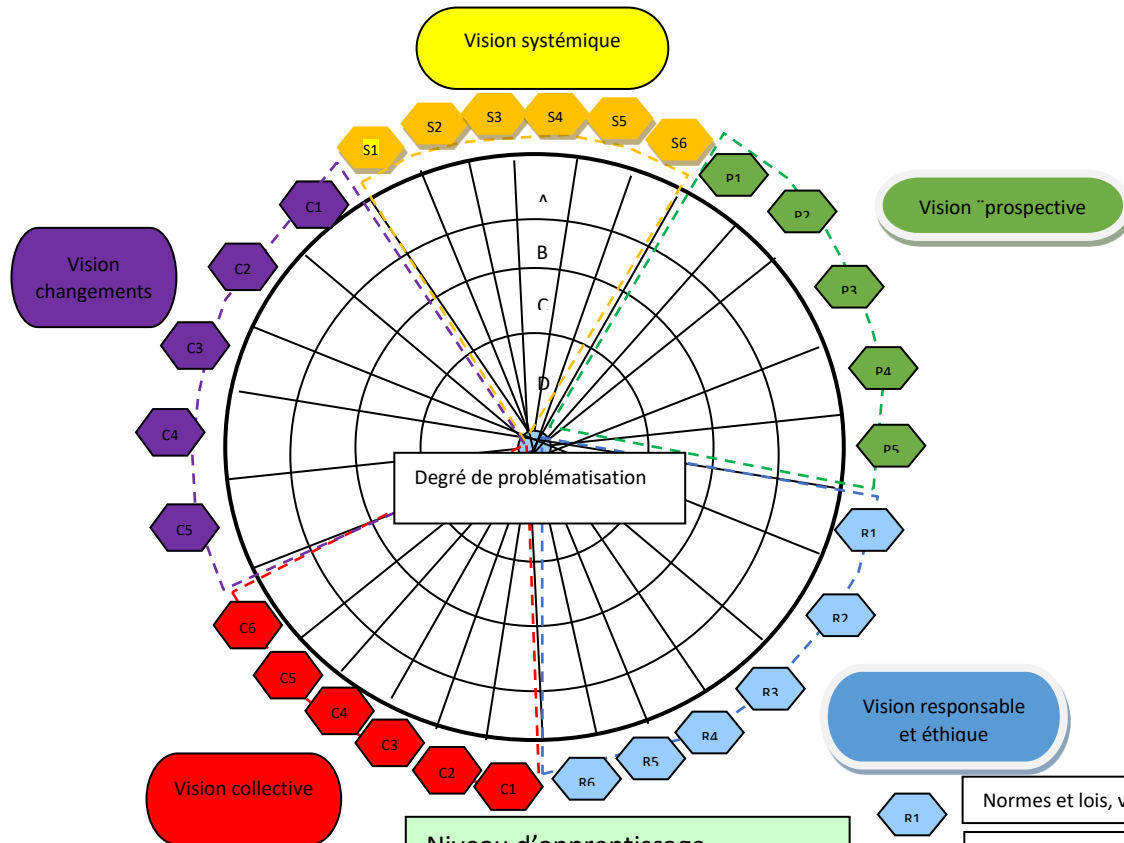 Vision systémique
S1
S2
S3
S4
S5
S6
P1
P2
P3
P4
P5
Vision ¨prospective
C1
C2
C3
C4
C5
Vision
changements
A
B
C
D
Degré de problématisation
R1
R2
R3
R4
R5
R6
Vision responsable
et éthique
C6
C5
C4
C3
C2
C1
Vision collective
Niveau d’apprentissage
R1
Normes et lois, v